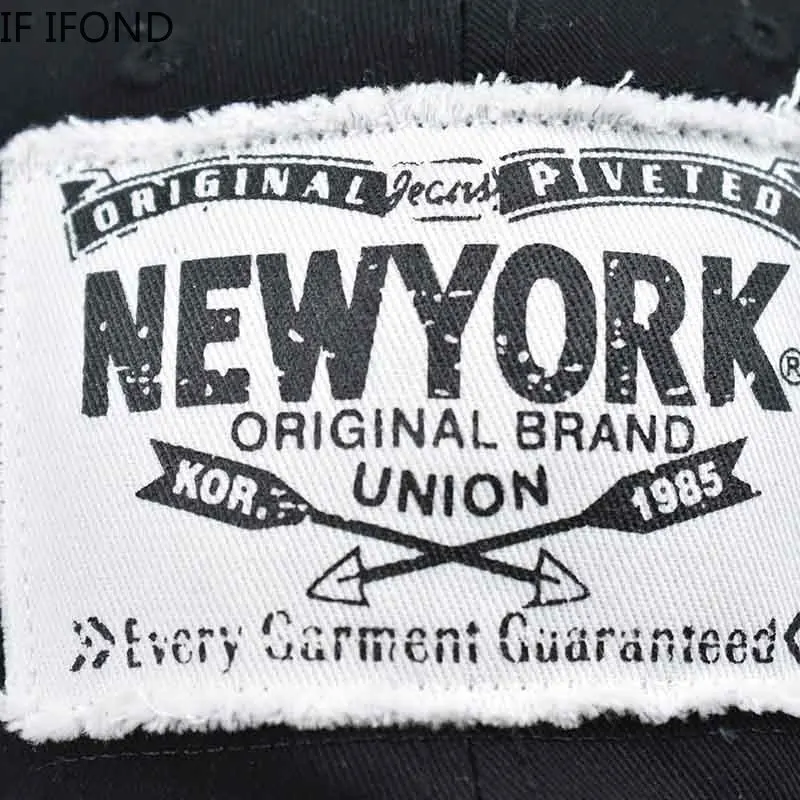 IF IFOND
ORIGINAL Jeans PIVETED
NEWYORK®
ORIGINAL BRAND
UNION
KOR. 1985
Every Garment Guaranteed